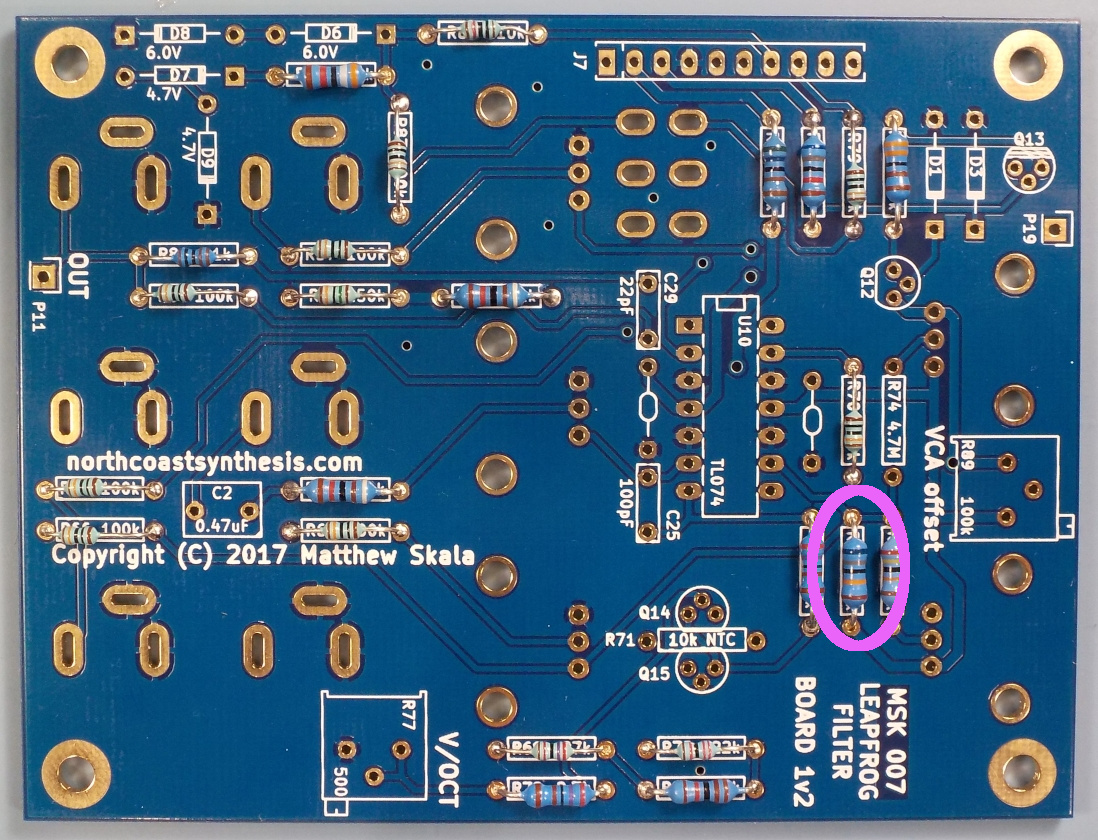 D8
6.0V
D6
6.0V
D7
4.7V
4.7V
D9
J7
D1
D3
Q13
P19
Q12
OUT
P11
100k
C29
22pF
U10
TL074
C25
100pF
R74 4.7M
VCA offset
R89
100k
northcoastsynthesis.com
100k
C2
0.47uF
100k
Copyright (C) 2017 Matthew Skala
Q14
R71
10k NTC
Q15
R77
500
V/OCT
MSK 007
LEAPFROG
FILTER
BOARD 1v2